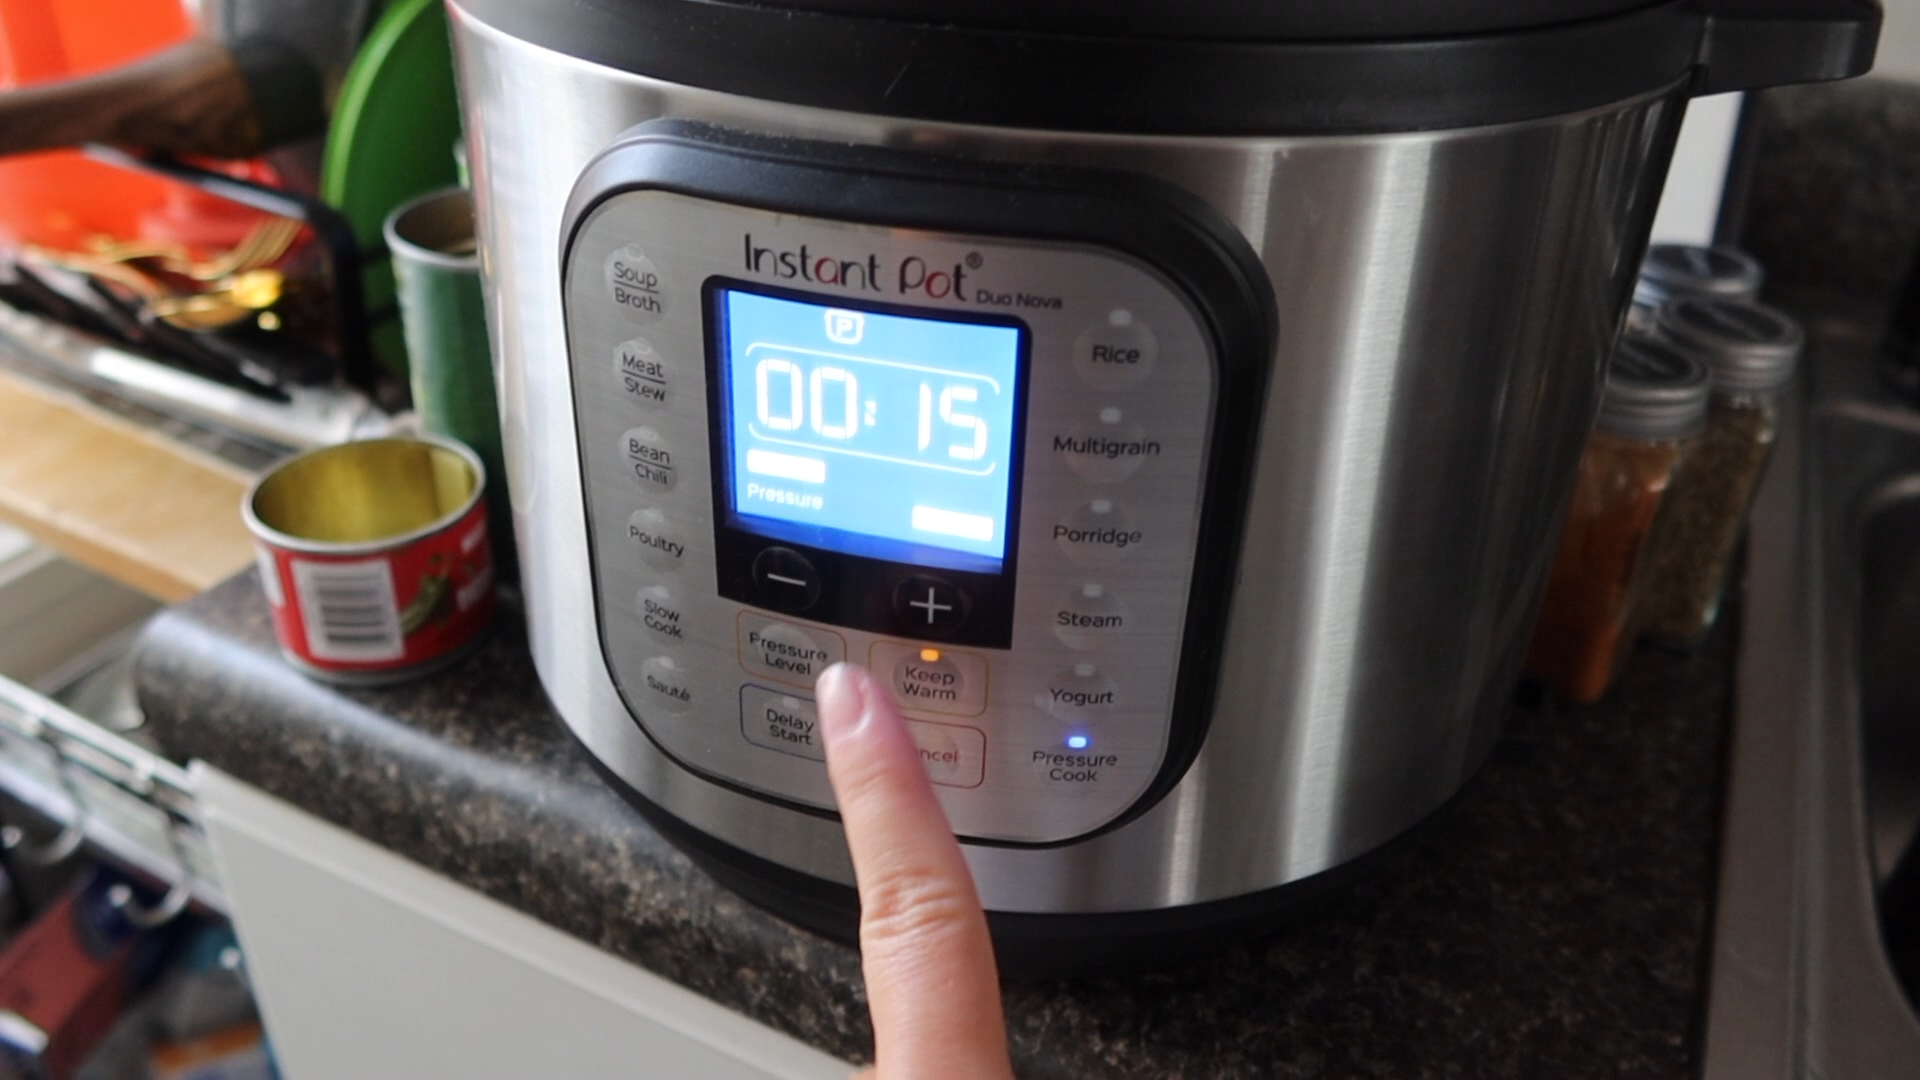 Instant Pot® Duo Nova
P
00:15
Pressure
Soup
Broth
Meat
Stew
Bean
Chili
Poultry
Slow
Cook
Sauté
−
+
Pressure
Level
Keep
Warm
Delay
Start
ncel
Rice
Multigrain
Porridge
Steam
Yogurt
Pressure
Cook